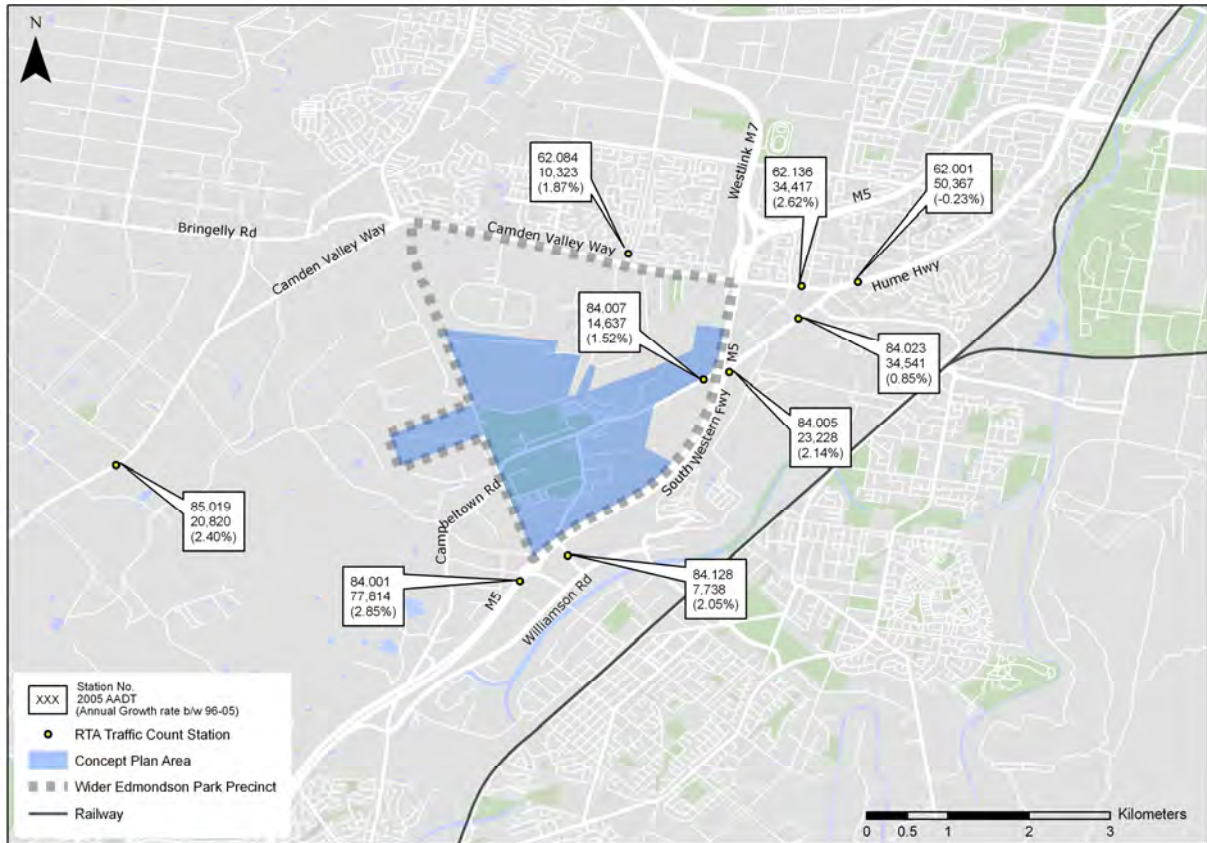 N
Westlink M7
62.084
10,323
(1.87%)
62.136
34,417
(2.62%)
62.001
50,367
(-0.23%)
M5
Bringelly Rd
Camden Valley Way
Camden Valley Way
Hume Hwy
84.007
14,637
(1.52%)
M5
84.023
34,541
(0.85%)
84.005
23,228
(2.14%)
South Western Fwy
Campbeltown Rd
85.019
20,820
(2.40%)
84.001
77,814
(2.85%)
M5
Williamson Rd
84.128
7,738
(2.05%)
XXX
Station No.
2005 AADT
(Annual Growth rate b/w 96-05)
RTA Traffic Count Station
Concept Plan Area
Wider Edmondson Park Precinct
Railway
Kilometers
0 0.5 1 2 3